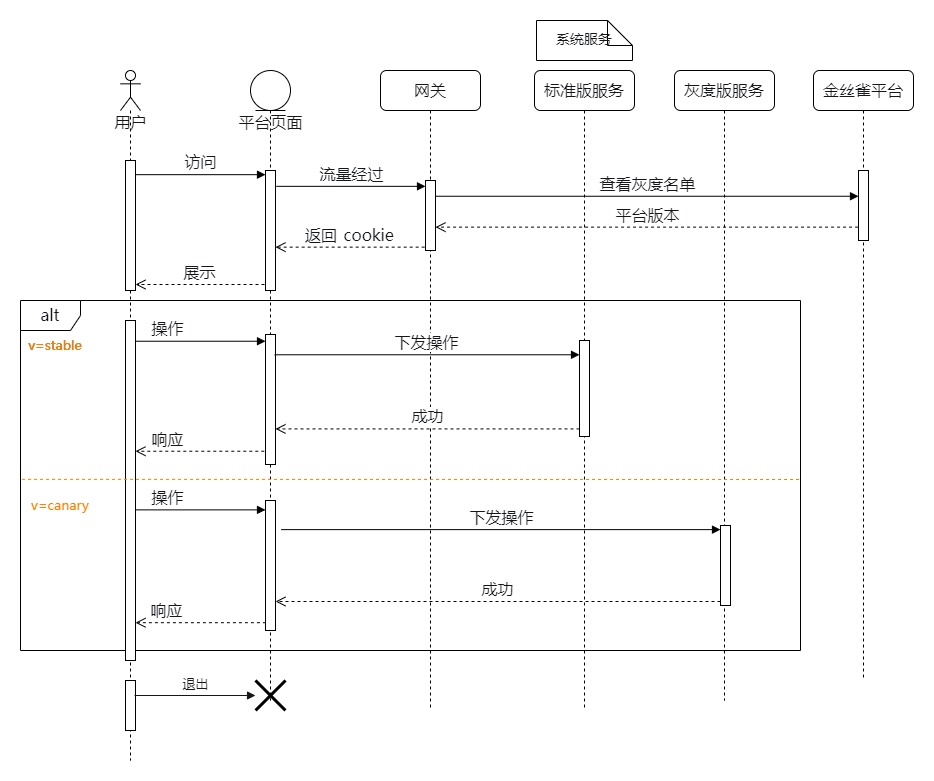 系统服务
用户
平台页面
网关
标准版服务
灰度版服务
金丝雀平台
访问
流量经过
查看灰度名单
平台版本
返回 cookie
展示
alt
v=stable
操作
下发操作
成功
响应
v=canary
操作
下发操作
成功
响应
退出